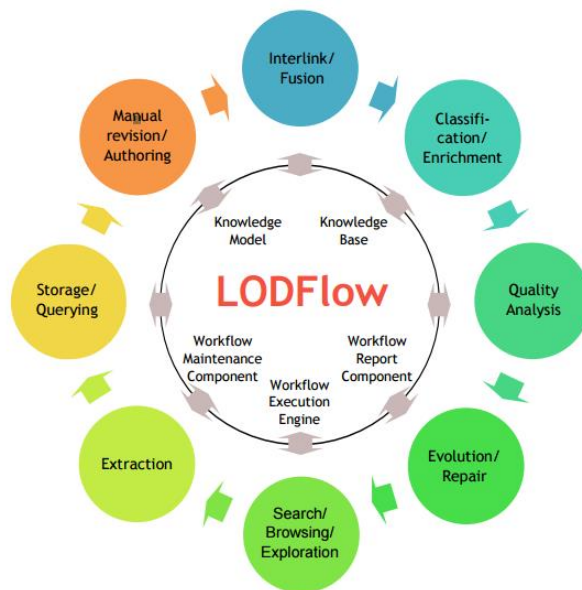 Interlink/
Fusion
Manual
revision/
Authoring
Classifi-
cation/
Enrichment
Knowledge
Model
Knowledge
Base
LODFlow
Storage/
Querying
Quality
Analysis
Workflow
Maintenance
Component
Workflow
Execution
Engine
Workflow
Report
Component
Extraction
Evolution/
Repair
Search/
Browsing/
Exploration